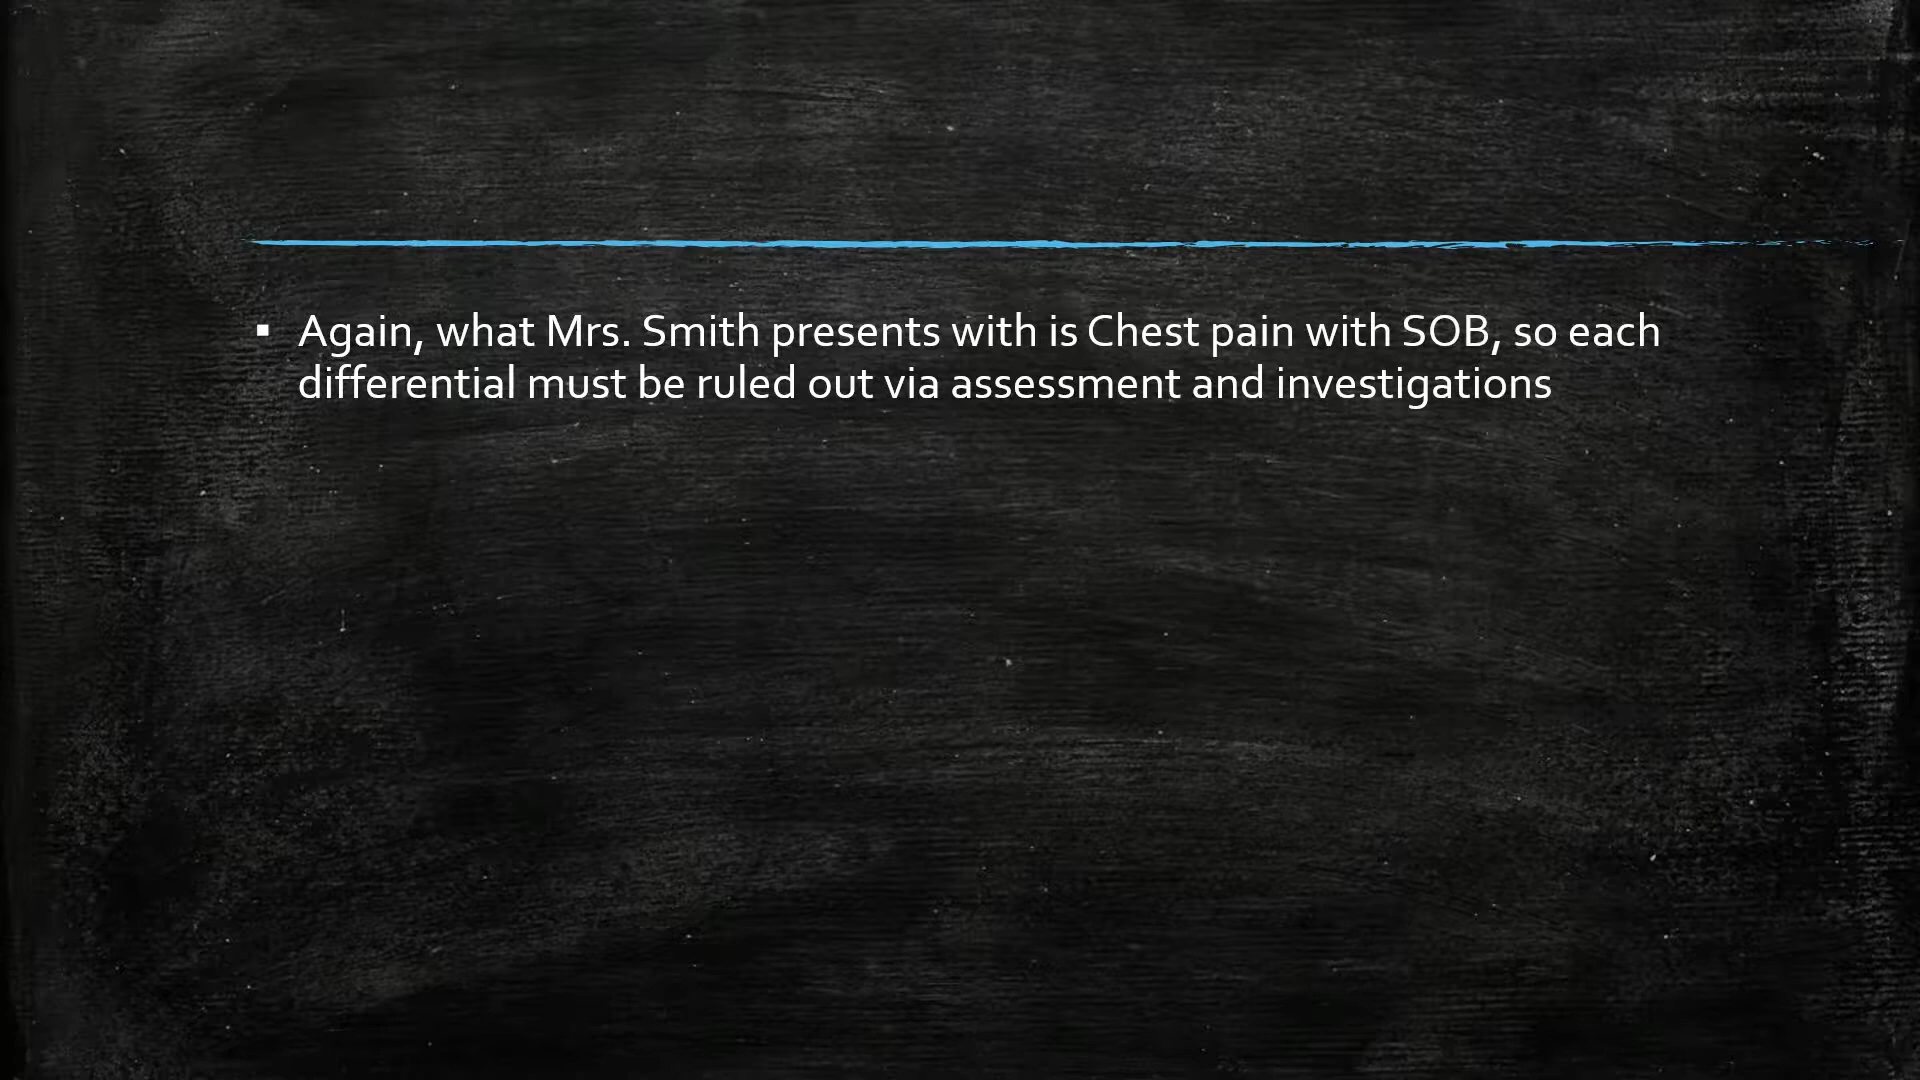 ▪ Again, what Mrs. Smith presents with is Chest pain with SOB, so each
differential must be ruled out via assessment and investigations